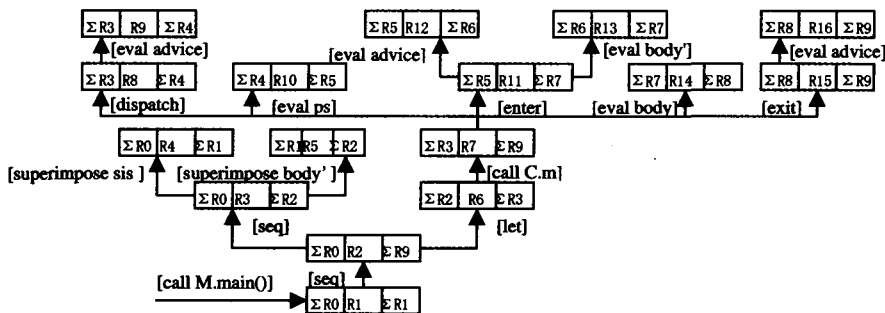 ΣR3 R9 ΣR4 ΣR5 R12 ΣR6 ΣR6 R13 ΣR7 ΣR8 R16 ΣR9
[eval advice] [eval advice} [eval body'] [eval advice]
ΣR3 R8 ΣR4 ΣR4 R10 ΣR5 ΣR5 R11 ΣR7 ΣR7 R14 ΣR8 ΣR8 R15 ΣR9
[dispatch] [eval ps] [enter] [eval body] [exit]
ΣR0 R4 ΣR1 ΣR1 R5 ΣR2 ΣR3 R7 ΣR9
[superimpose sis ] [superimpose body' ] [call C.m}
ΣR0 R3 ΣR2 ΣR2 R6 ΣR3
[seq} {let]
ΣR0 R2 ΣR9
[call M.main()] [seq]
ΣR0 R1 ΣR1